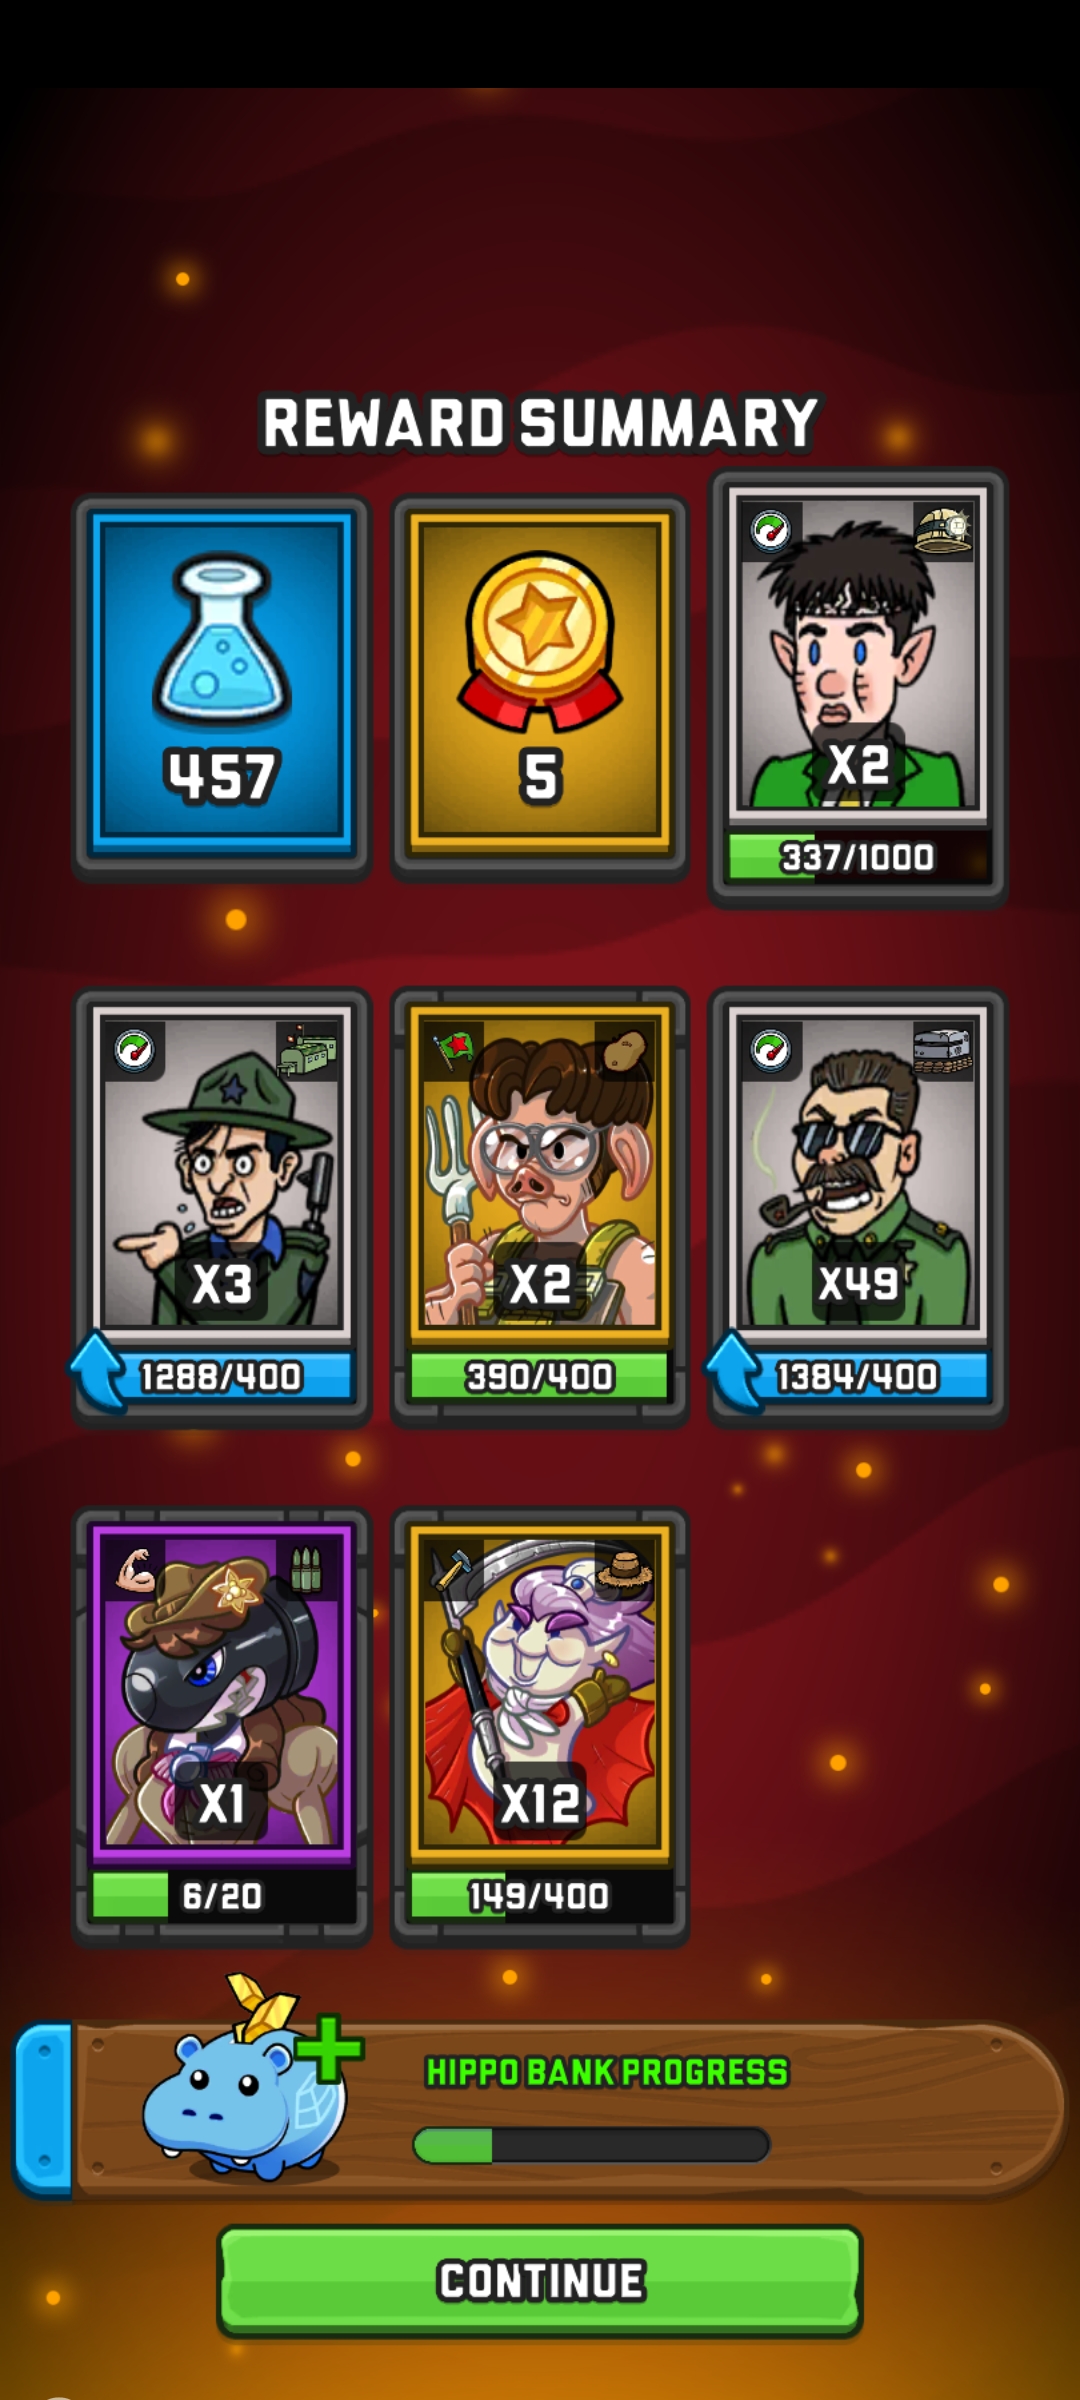 REWARD SUMMARY
457
5
X2
337/1000
X3
1288/400
X2
390/400
X49
1384/400
X1
6/20
X12
149/400
HIPPO BANK PROGRESS
CONTINUE